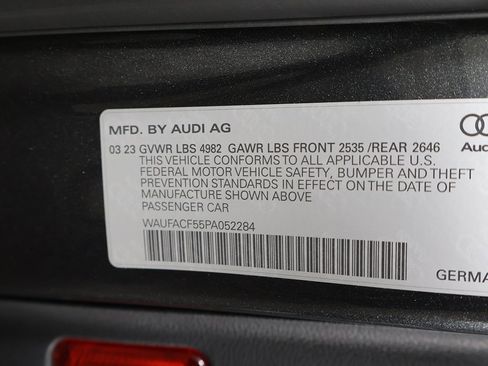 MFD. BY AUDI AG
03 23 GVWR LBS 4982 GAWR LBS FRONT 2535 /REAR 2646
THIS VEHICLE CONFORMS TO ALL APPLICABLE U.S.
FEDERAL MOTOR VEHICLE SAFETY, BUMPER AND THEFT
PREVENTION STANDARDS IN EFFECT ON THE DATE OF
MANUFACTURE SHOWN ABOVE
PASSENGER CAR
WAUFACF55PA052284
Aud
GERMA